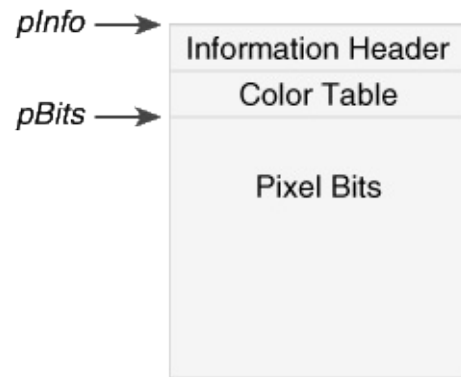 pInfo
Information Header
Color Table
pBits
Pixel Bits